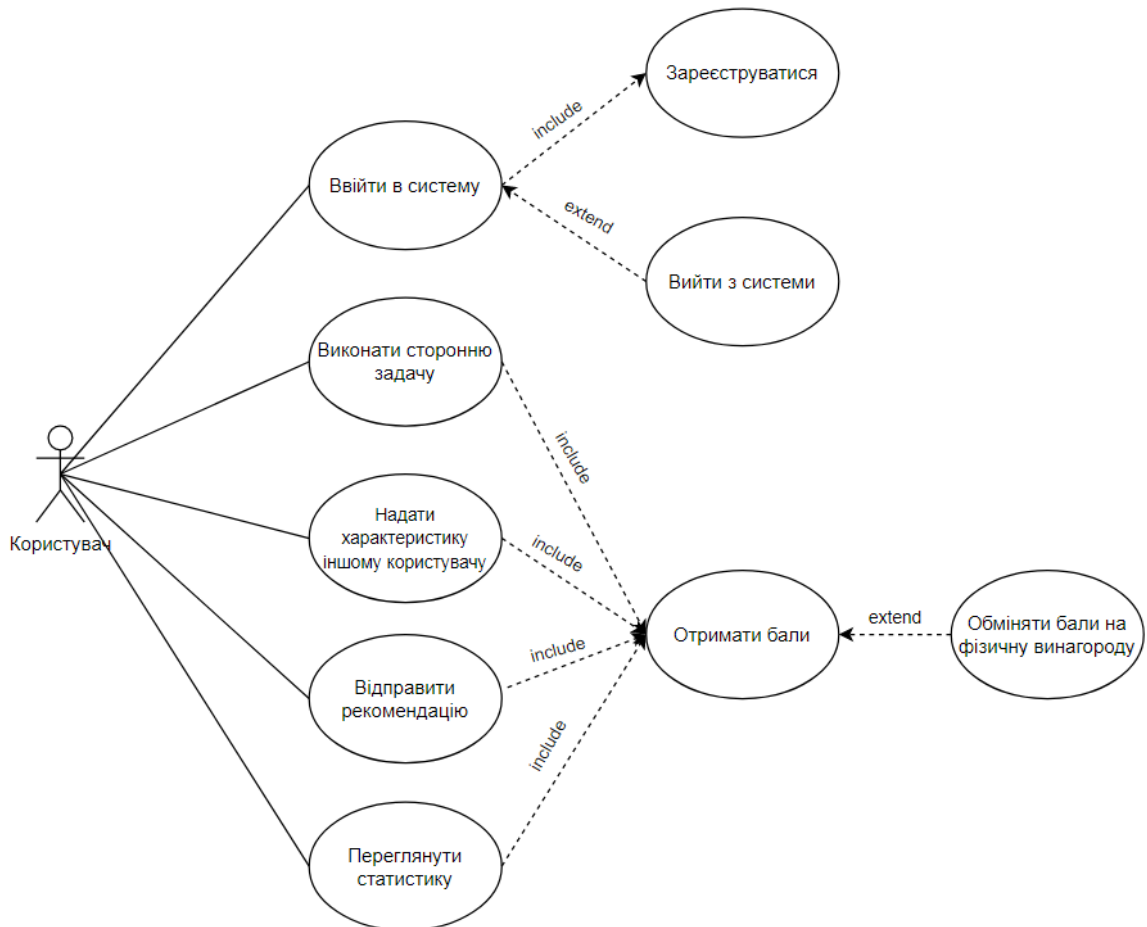 Зареєструватися
include
Ввійти в систему
extend
Вийти з системи
Виконати сторонню
задачу
include
Користувач
Надати
характеристику
іншому користувачу
include
Отримати бали
extend
Обміняти бали на
фізичну винагороду
include
Відправити
рекомендацію
include
Переглянути
статистику